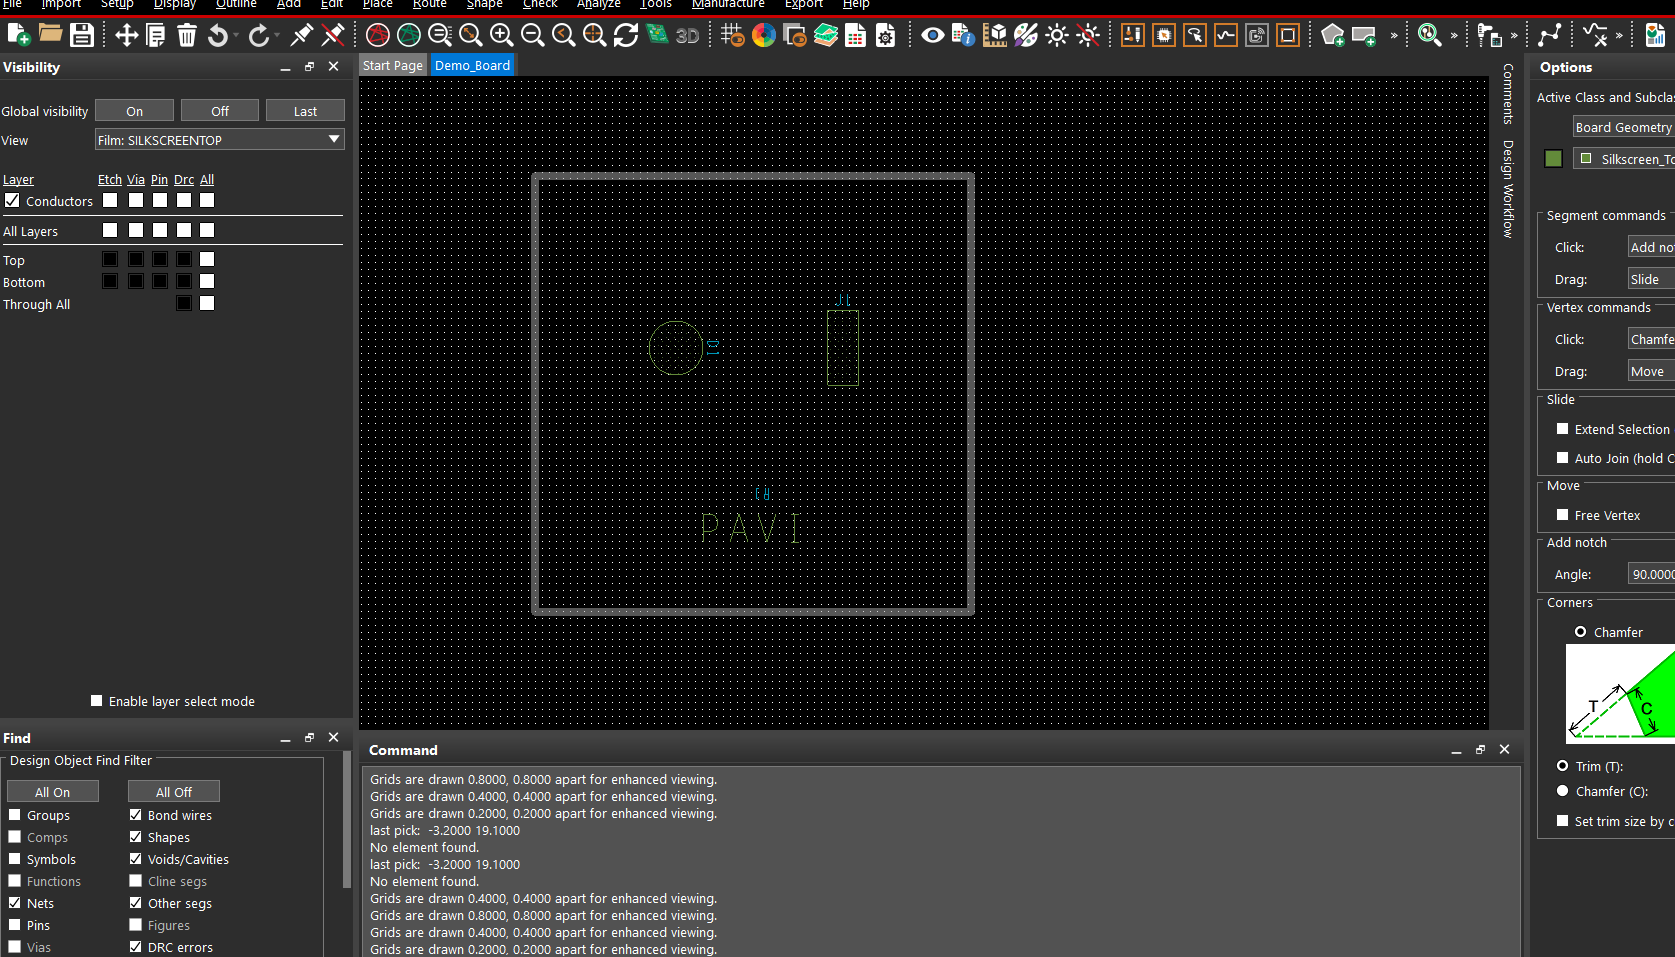 File Import Setup Display Outline Add Edit Place Route Shape Check Analyze Tools Manufacture Export Help
3D
Visibility
Global visibility On Off Last
View Film: SILKSCREENTOP
Layer Etch Via Pin Drc All
Conductors
All Layers
Top
Bottom
Through All
Enable layer select mode
Find
Design Object Find Filter
All On All Off
Groups Bond wires
Comps Shapes
Symbols Voids/Cavities
Functions Cline segs
Nets Other segs
Pins Figures
Vias DRC errors
Start Page Demo_Board
J1
PAVI
Command
Grids are drawn 0.8000, 0.8000 apart for enhanced viewing.
Grids are drawn 0.4000, 0.4000 apart for enhanced viewing.
Grids are drawn 0.2000, 0.2000 apart for enhanced viewing.
last pick: -3.2000 19.1000
No element found.
last pick: -3.2000 19.1000
No element found.
Grids are drawn 0.4000, 0.4000 apart for enhanced viewing.
Grids are drawn 0.8000, 0.8000 apart for enhanced viewing.
Grids are drawn 0.4000, 0.4000 apart for enhanced viewing.
Grids are drawn 0.2000, 0.2000 apart for enhanced viewing.
Comments
Design Workflow
Options
Active Class and Subcla
Board Geometry
Silkscreen_To
Segment commands
Click: Add no
Drag: Slide
Vertex commands
Click: Chamfe
Drag: Move
Slide
Extend Selection
Auto Join (hold C
Move
Free Vertex
Add notch
Angle: 90.0000
Corners
Chamfer
T
C
Trim (T):
Chamfer (C):
Set trim size by c